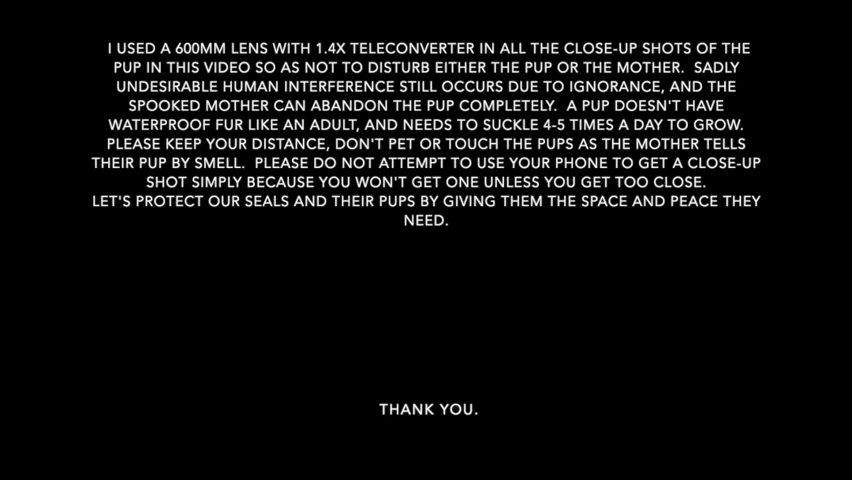 I USED A 600MM LENS WITH 1.4X TELECONVERTER IN ALL THE CLOSE-UP SHOTS OF THE
PUP IN THIS VIDEO SO AS NOT TO DISTURB EITHER THE PUP OR THE MOTHER.  SADLY
UNDESIRABLE HUMAN INTERFERENCE STILL OCCURS DUE TO IGNORANCE, AND THE
SPOOKED MOTHER CAN ABANDON THE PUP COMPLETELY.  A PUP DOESN'T HAVE
WATERPROOF FUR LIKE AN ADULT, AND NEEDS TO SUCKLE 4-5 TIMES A DAY TO GROW.
PLEASE KEEP YOUR DISTANCE, DON'T PET OR TOUCH THE PUPS AS THE MOTHER TELLS
THEIR PUP BY SMELL.  PLEASE DO NOT ATTEMPT TO USE YOUR PHONE TO GET A CLOSE-UP
SHOT SIMPLY BECAUSE YOU WON'T GET ONE UNLESS YOU GET TOO CLOSE.
LET'S PROTECT OUR SEALS AND THEIR PUPS BY GIVING THEM THE SPACE AND PEACE THEY
NEED.
THANK YOU.